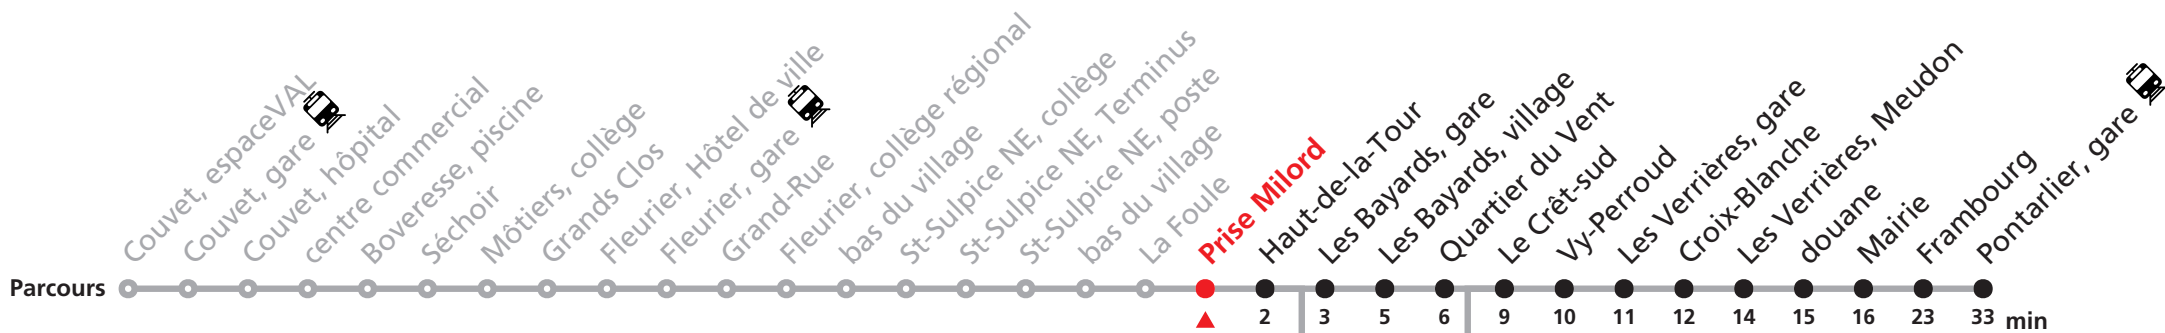 Couvet, espaceVAL
Couvet, gare
Couvet, hôpital
centre commercial
Boveresse, piscine
Séchoir
Môtiers, collège
Grands Clos
Fleurier, Hôtel de ville
Fleurier, gare
Grand-Rue
Fleurier, collège régional
bas du village
St-Sulpice NE, collège
St-Sulpice NE, Terminus
St-Sulpice NE, poste
bas du village
La Foule
Prise Milord
Haut-de-la-Tour
Les Bayards, gare
Les Bayards, village
Quartier du Vent
Le Crêt-sud
Vy-Perroud
Les Verrières, gare
Croix-Blanche
Les Verrières, Meudon
douane
Mairie
Frambourg
Pontarlier, gare
Parcours
2 3 5 6 9 10 11 12 14 15 16 23 33 min